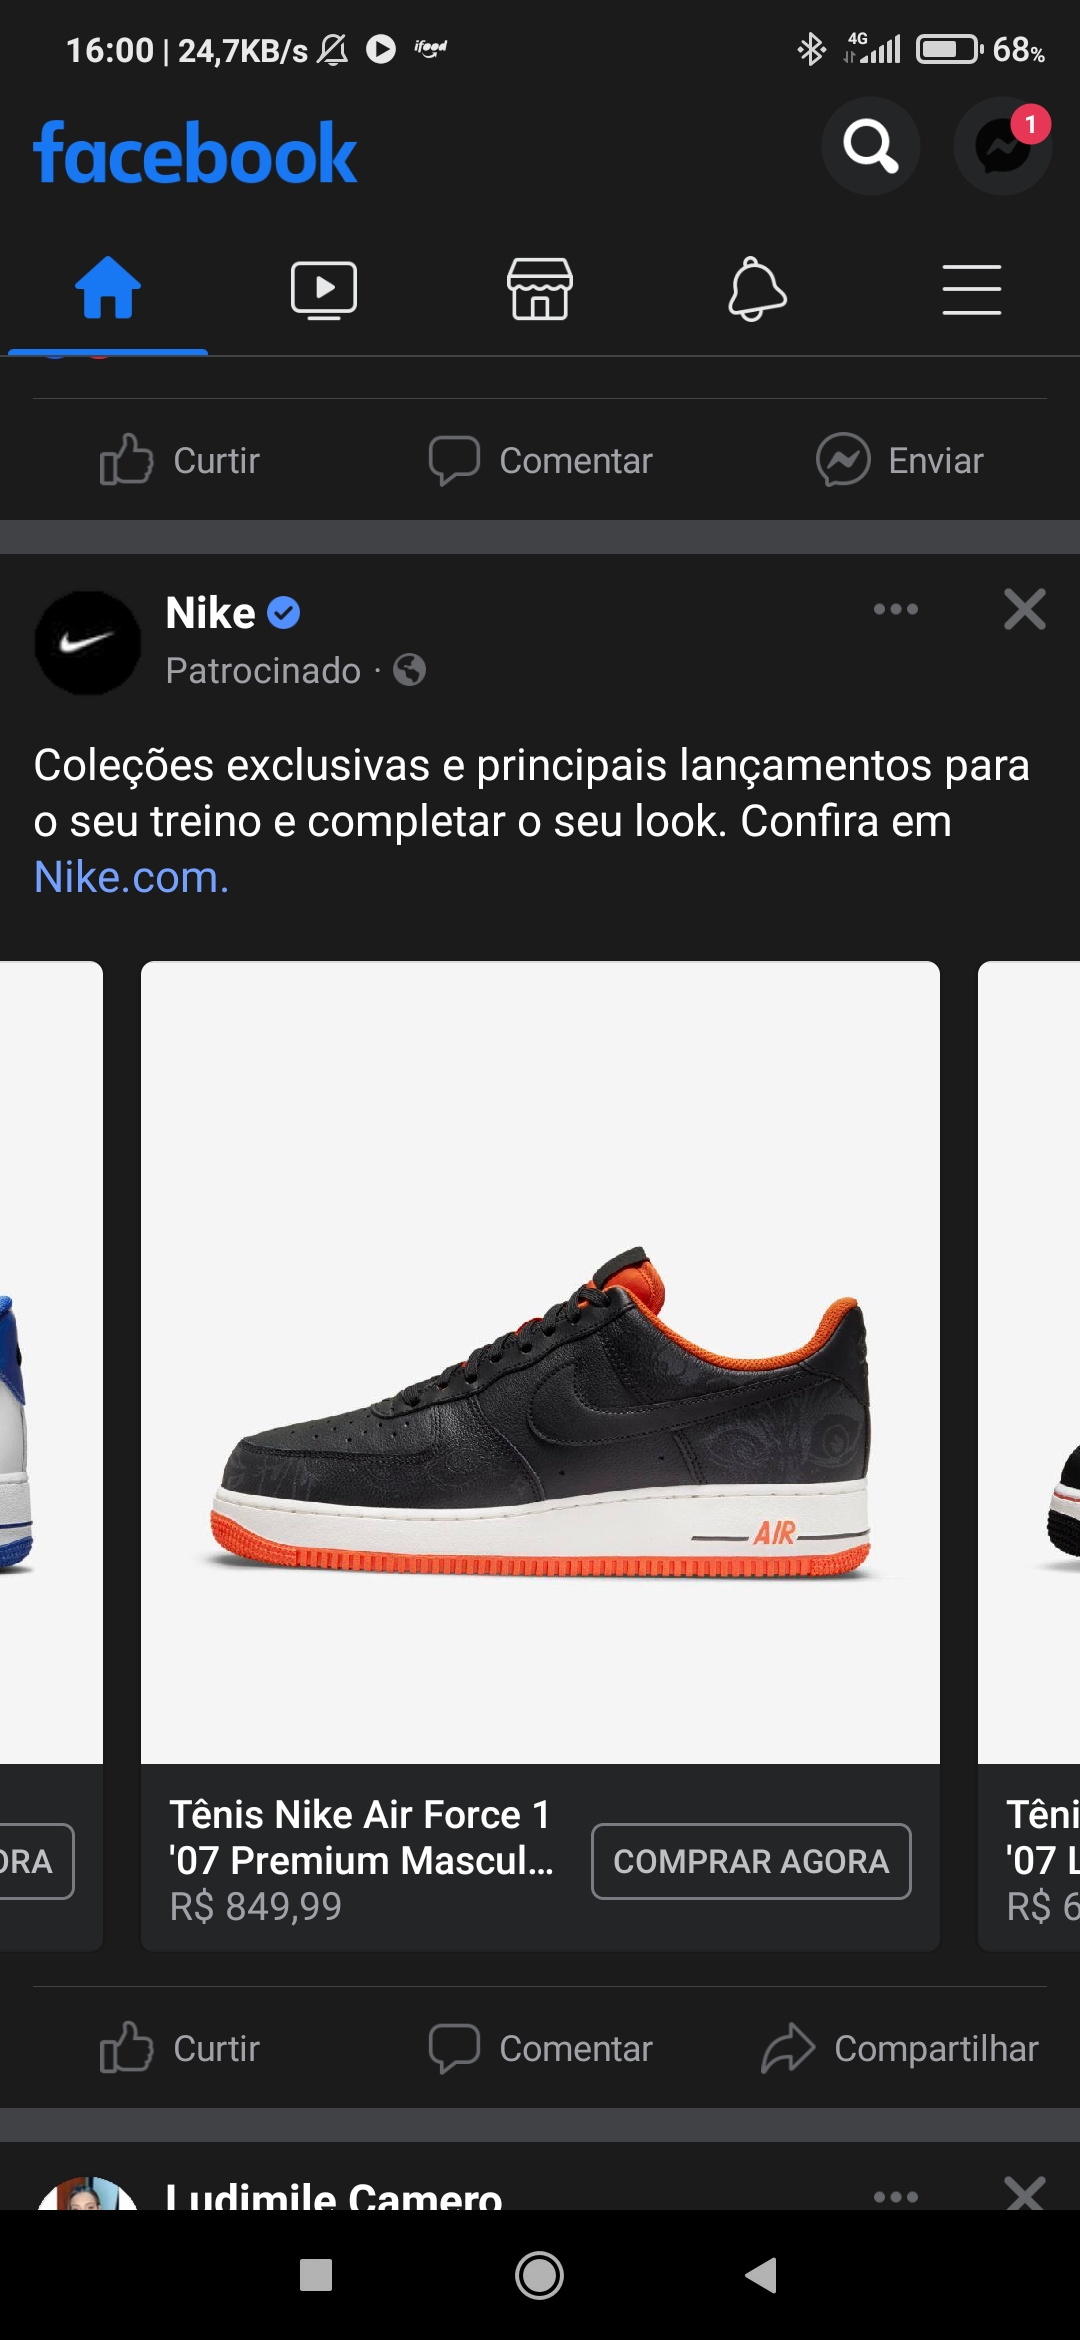 16:00 | 24,7KB/s ifood 4G 68%
facebook
1
Curtir Comentar Enviar
Nike
Patrocinado ·
Coleções exclusivas e principais lançamentos para
o seu treino e completar o seu look. Confira em
Nike.com.
AIR
Tênis Nike Air Force 1
'07 Premium Mascul...
R$ 849,99
COMPRAR AGORA
ORA
Têni
'07 L
R$ 6
Curtir Comentar Compartilhar
Ludimile Camero